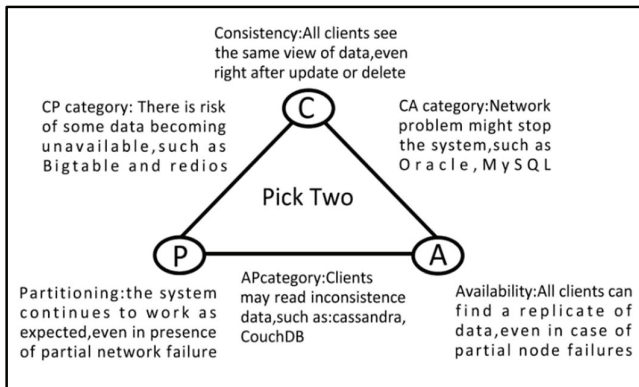 Consistency:All clients see
the same view of data,even
right after update or delete
C
CP category: There is risk
of some data becoming
unavailable,such as
Bigtable and redios
CA category:Network
problem might stop
the system,such as
Oracle,MySQL
Pick Two
P
A
Partitioning:the system
continues to work as
expected,even in presence
of partial network failure
APcategory:Clients
may read inconsistence
data,such as:cassandra,
CouchDB
Availability:All clients can
find a replicate of
data,even in case of
partial node failures